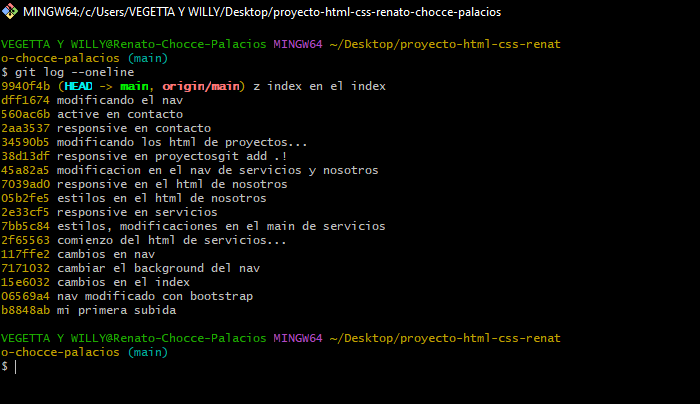 MINGW64:/c/Users/VEGETTA Y WILLY/Desktop/proyecto-html-css-renato-chocce-palacios
VEGETTA Y WILLY@Renato-Chocce-Palacios MINGW64 ~/Desktop/proyecto-html-css-renat
o-chocce-palacios (main)
$ git log --oneline
9940f4b (HEAD -> main, origin/main) z index en el index
dff1674 modificando el nav
560ac6b active en contacto
2aa3537 responsive en contacto
34590b5 modificando los html de proyectos...
38d13df responsive en proyectosgit add .!
45a82a5 modificacion en el nav de servicios y nosotros
7039ad0 responsive en el html de nosotros
05b2fe5 estilos en el html de nosotros
2e33cf5 responsive en servicios
7bb5c84 estilos, modificaciones en el main de servicios
2f65563 comienzo del html de servicios...
117ffe2 cambios en nav
7171032 cambiar el background del nav
15e6032 cambios en el index
06569a4 nav modificado con bootstrap
b8848ab mi primera subida
VEGETTA Y WILLY@Renato-Chocce-Palacios MINGW64 ~/Desktop/proyecto-html-css-renat
o-chocce-palacios (main)
$